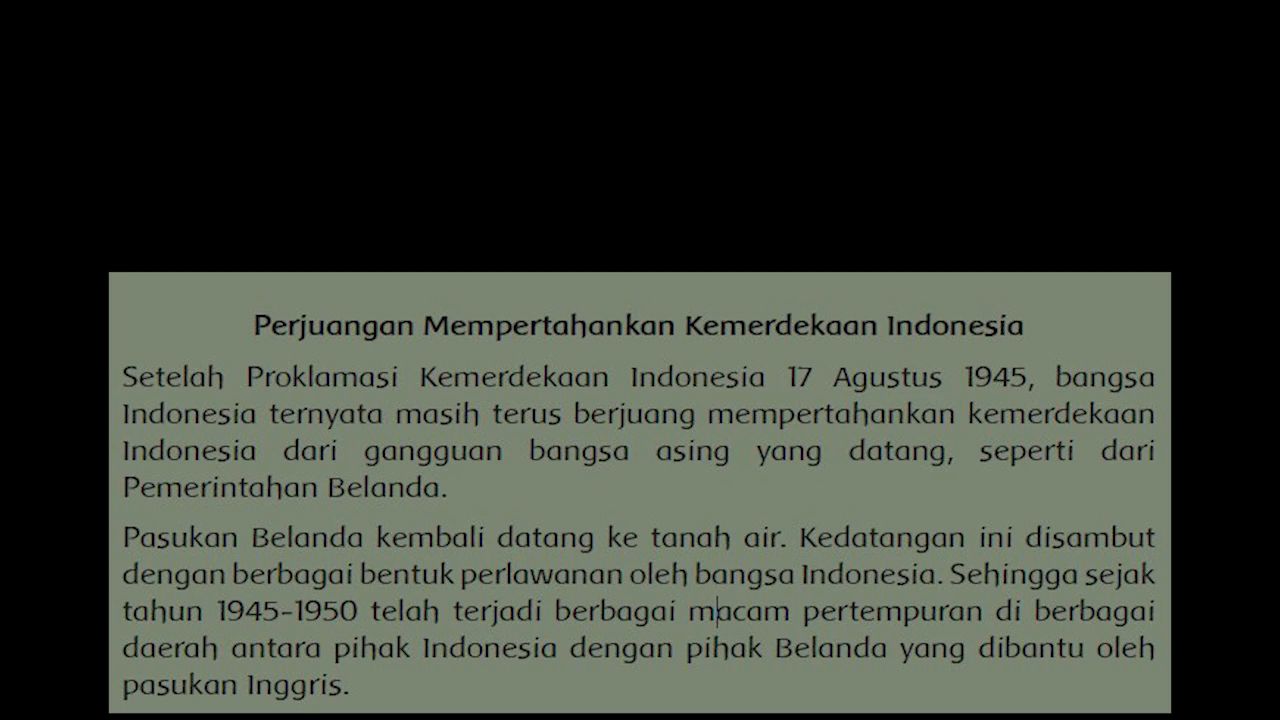 Perjuangan Mempertahankan Kemerdekaan Indonesia
Setelah Proklamasi Kemerdekaan Indonesia 17 Agustus 1945, bangsa
Indonesia ternyata masih terus berjuang mempertahankan kemerdekaan
Indonesia dari gangguan bangsa asing yang datang, seperti dari
Pemerintahan Belanda.
Pasukan Belanda kembali datang ke tanah air. Kedatangan ini disambut
dengan berbagai bentuk perlawanan oleh bangsa Indonesia. Sehingga sejak
tahun 1945-1950 telah terjadi berbagai macam pertempuran di berbagai
daerah antara pihak Indonesia dengan pihak Belanda yang dibantu oleh
pasukan Inggris.